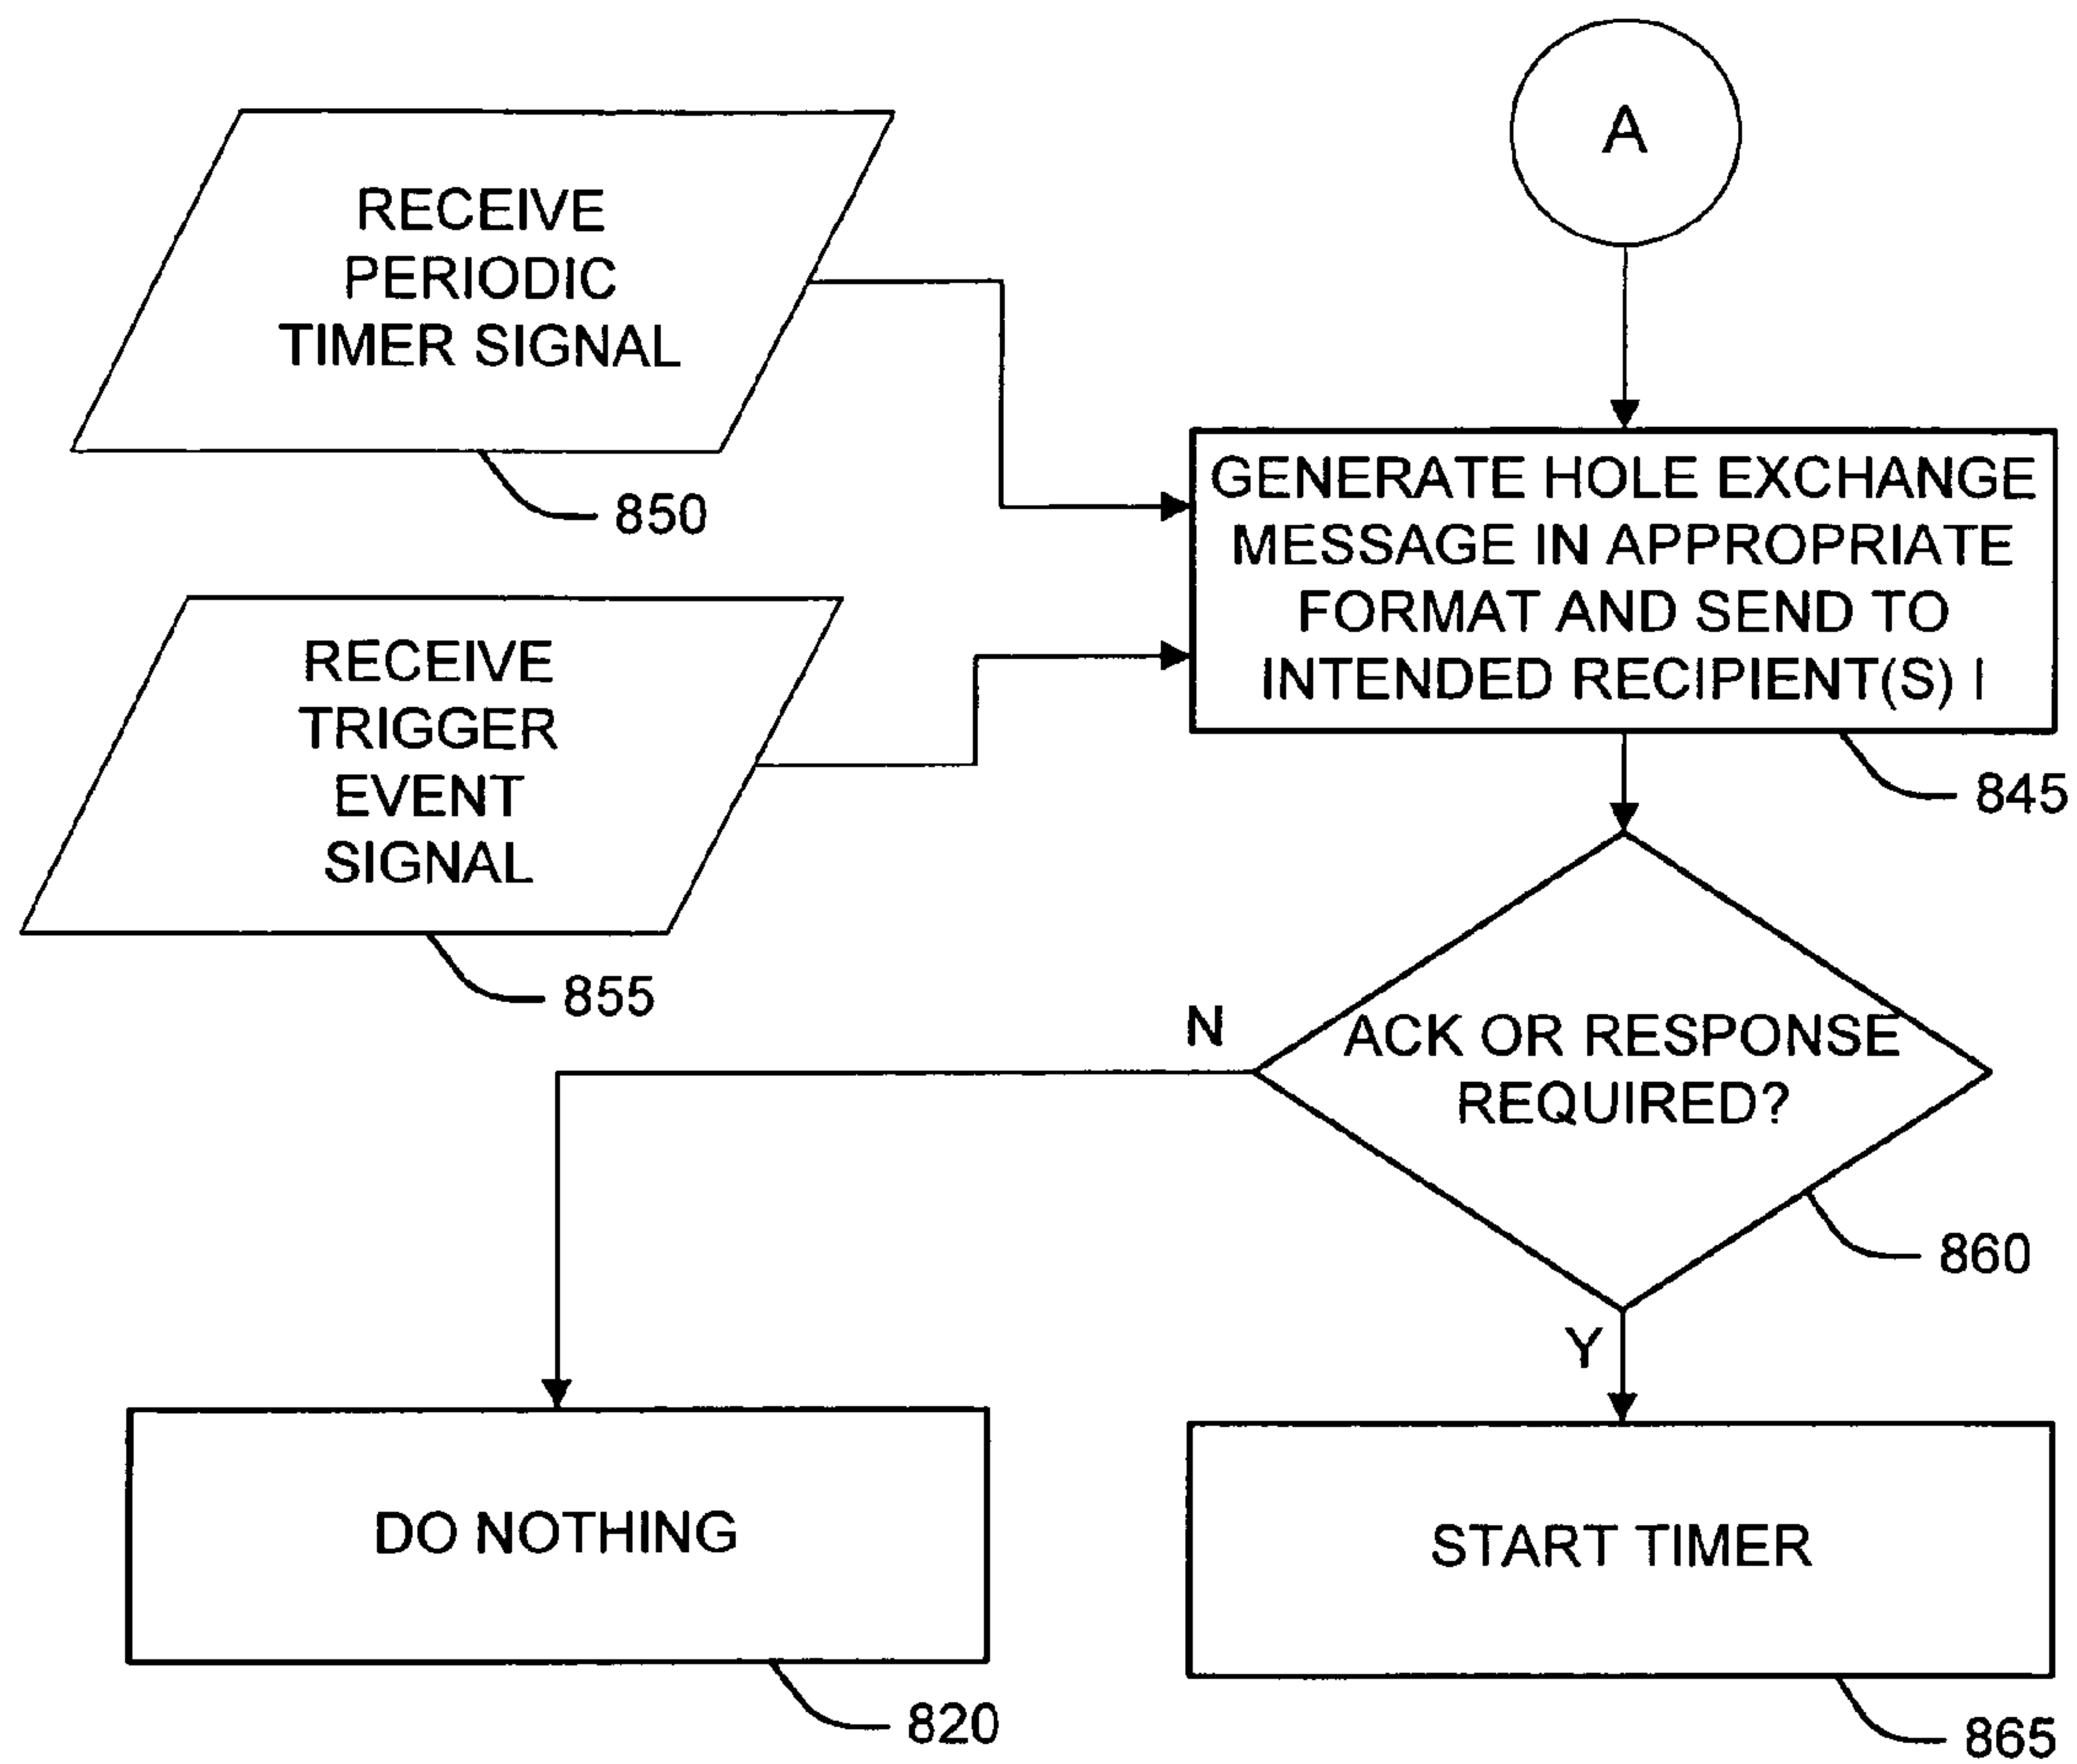 A
RECEIVE
PERIODIC
TIMER SIGNAL
850
GENERATE HOLE EXCHANGE
MESSAGE IN APPROPRIATE
FORMAT AND SEND TO
INTENDED RECIPIENT(S) I
845
RECEIVE
TRIGGER
EVENT
SIGNAL
855
N
ACK OR RESPONSE
REQUIRED?
860
Y
DO NOTHING
820
START TIMER
865